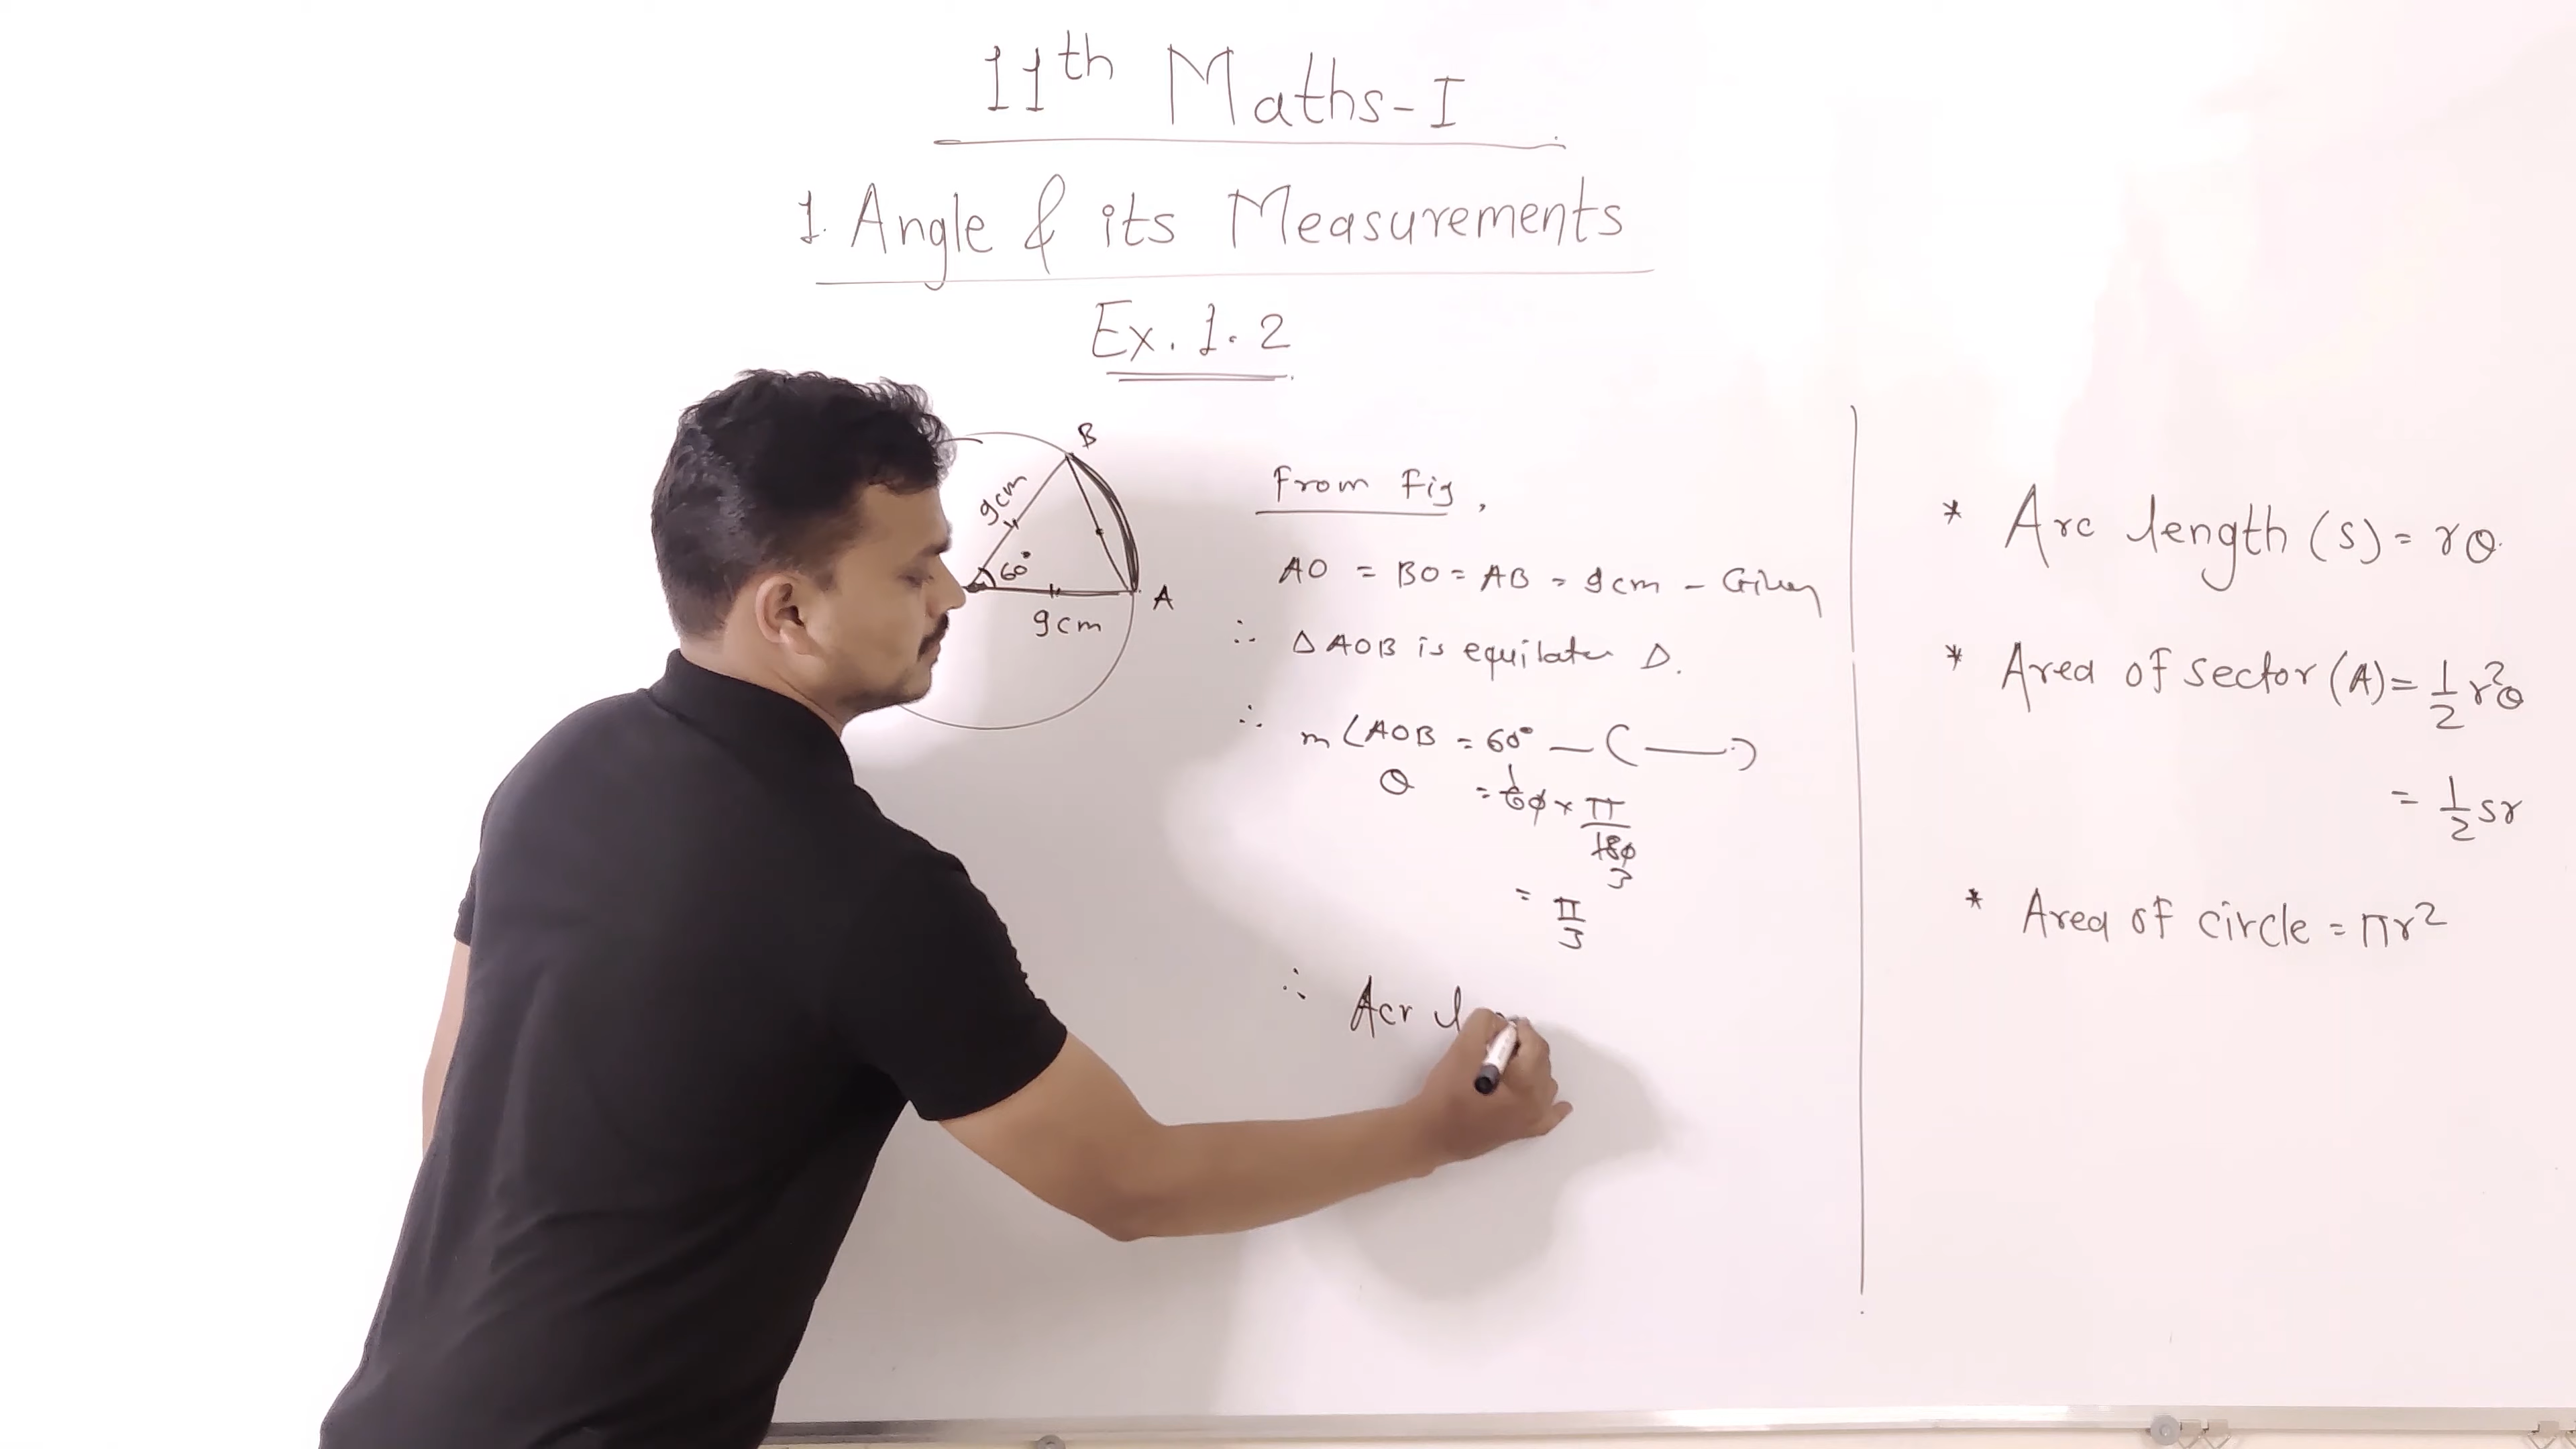 11th Maths-I
1. Angle & its Measurements
Ex. 1.2
B
9cm
60°
A
9cm
From Fig,
AO = BO = AB = 9cm - Given
∴ △AOB is equilater △.
∴ m∠AOB = 60° — ( — )
θ = 60 × π/180
1
3
= π/3
∴ Acr
* Arc length (s) = rθ
* Area of sector (A) = 1/2 r²θ
= 1/2 sr
* Area of circle = πr²